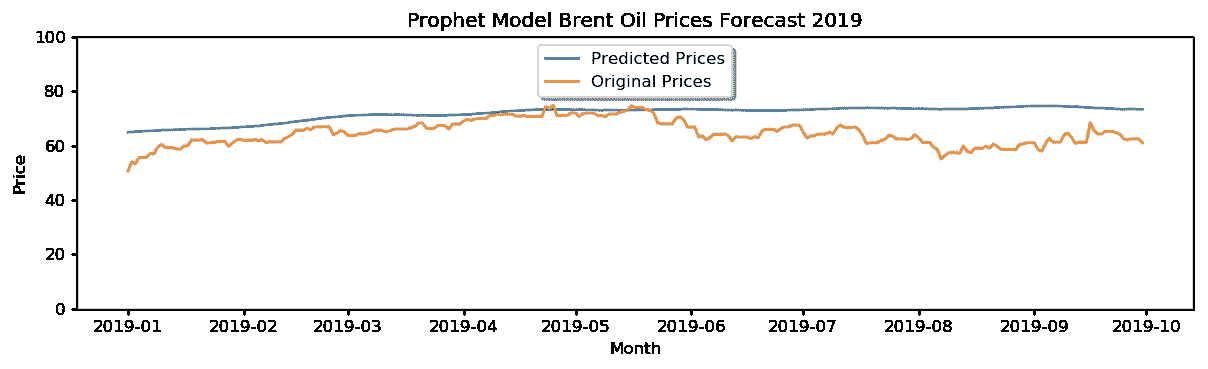 Prophet Model Brent Oil Prices Forecast 2019
Predicted Prices
Original Prices
Price
100
80
60
40
20
0
2019-01 2019-02 2019-03 2019-04 2019-05 2019-06 2019-07 2019-08 2019-09 2019-10
Month